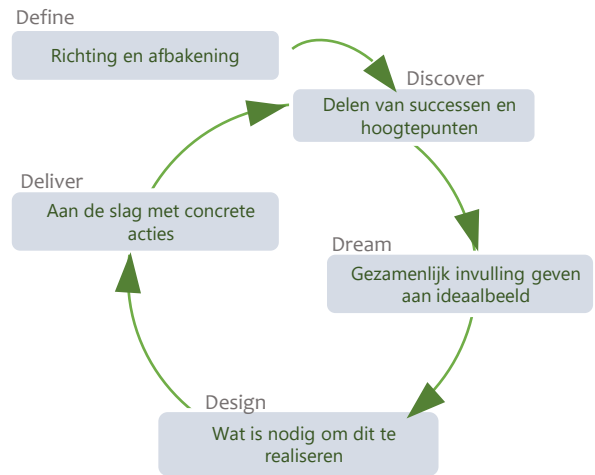 Define
Richting en afbakening
Discover
Delen van successen en
hoogtepunten
Dream
Gezamenlijk invulling geven
aan ideaalbeeld
Design
Wat is nodig om dit te
realiseren
Deliver
Aan de slag met concrete
acties